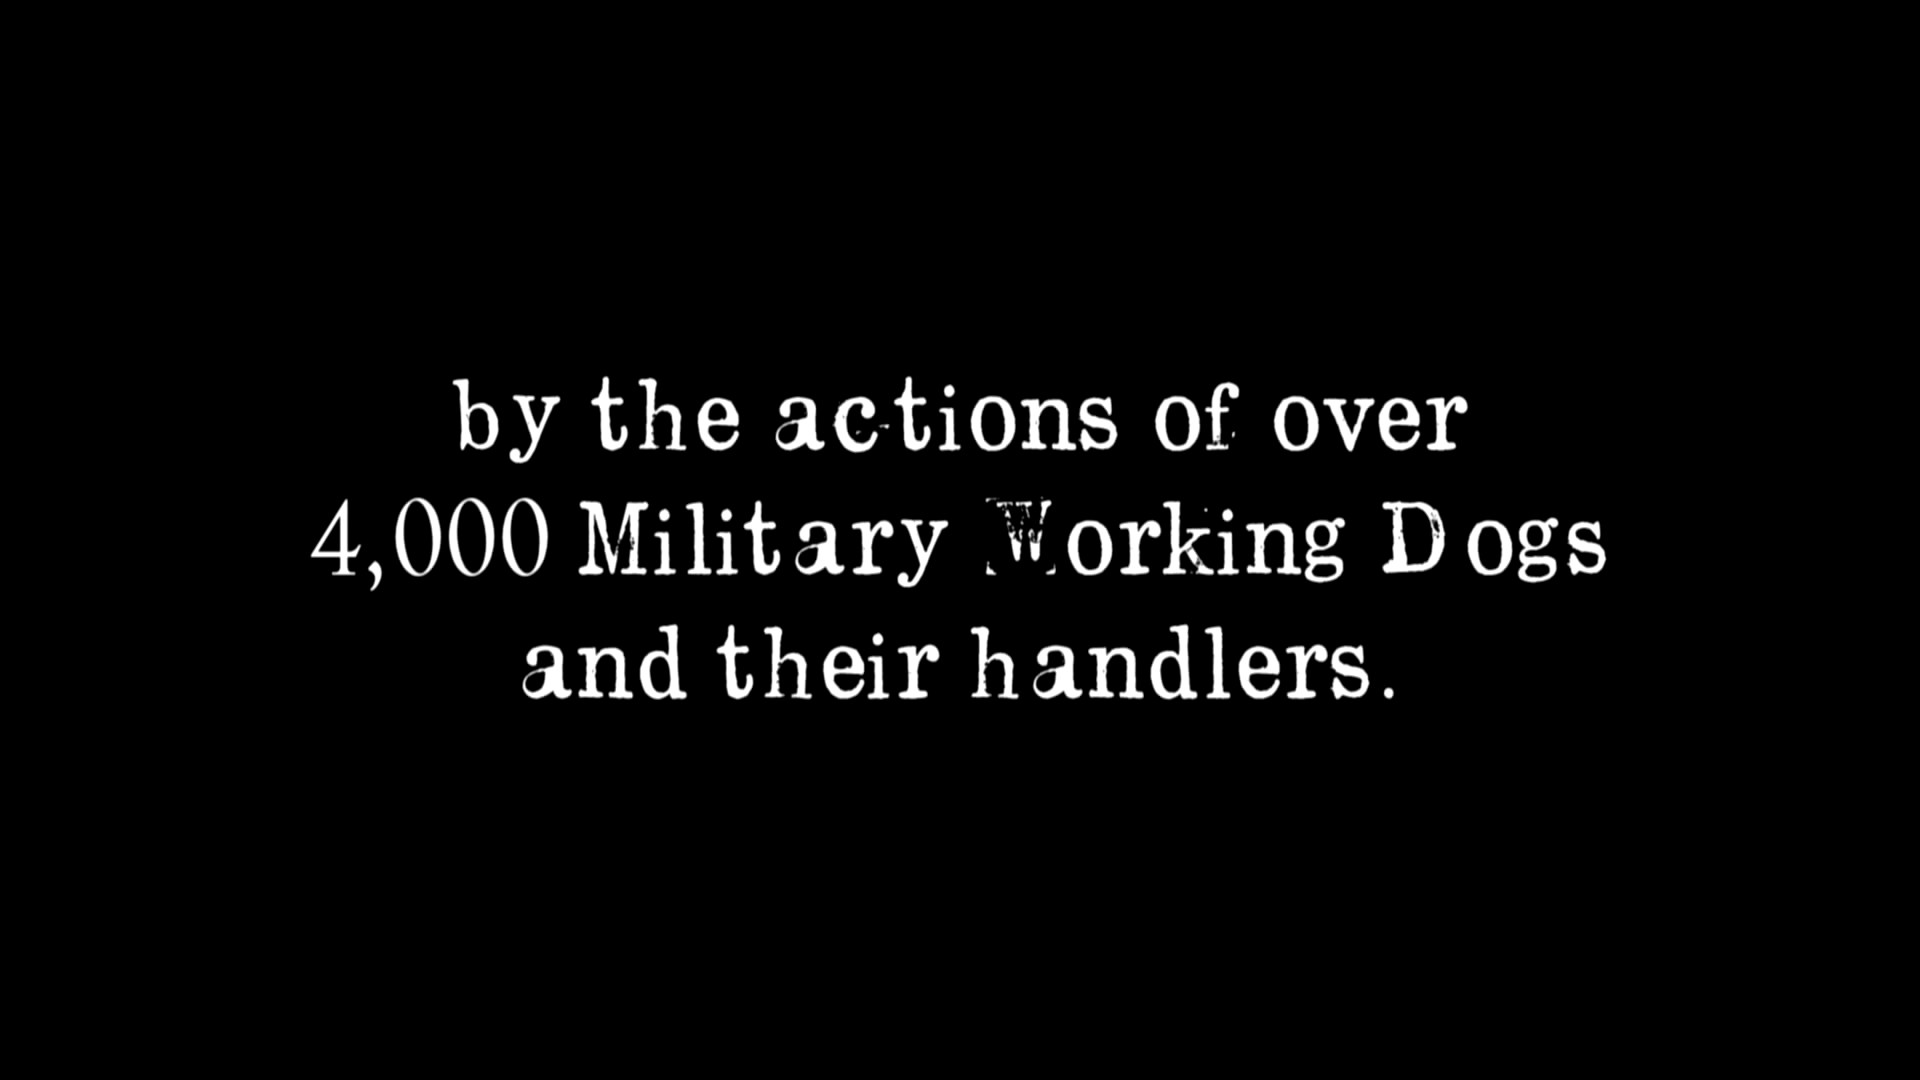 by the actions of over
4,000 Military Working Dogs
and their handlers.